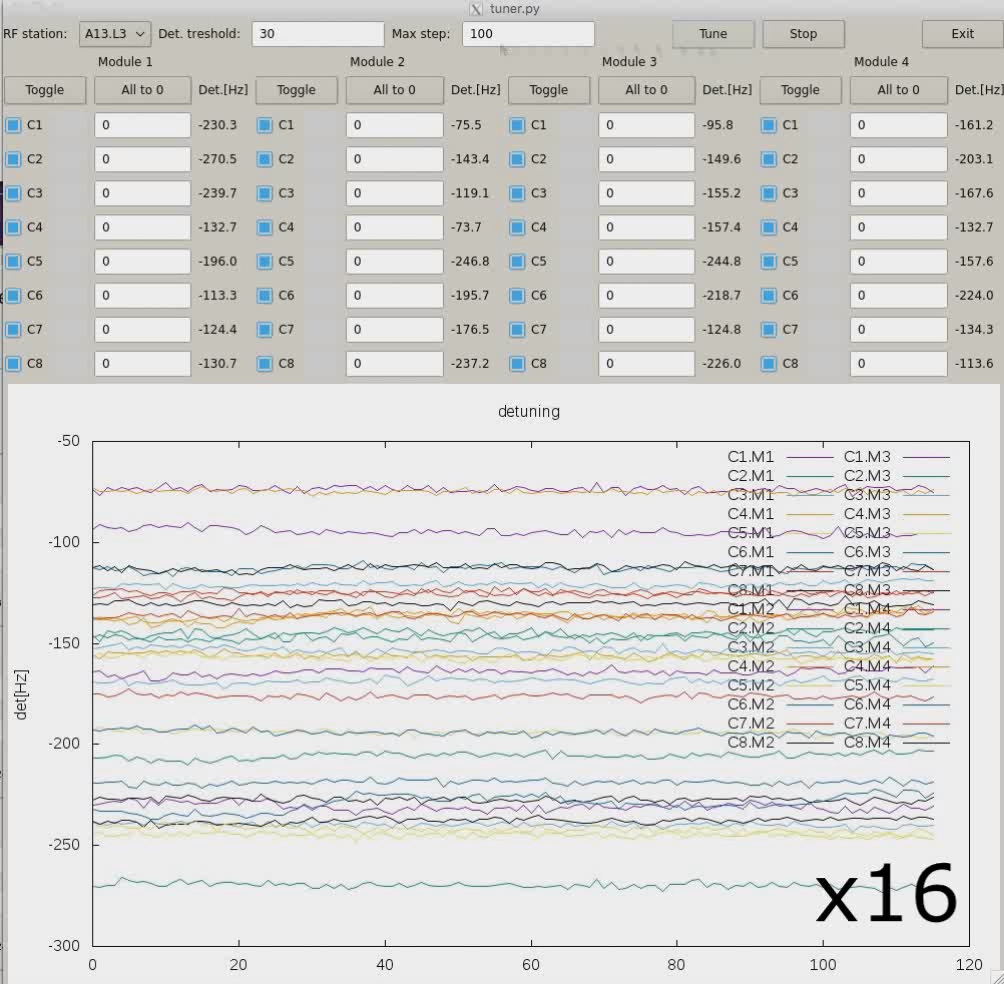 tuner.py
RF station: A13.L3 Det. treshold: 30 Max step: 100 Tune Stop Exit
Module 1 Module 2 Module 3 Module 4
Toggle All to 0 Det.[Hz] Toggle All to 0 Det.[Hz] Toggle All to 0 Det.[Hz] Toggle All to 0 Det.[Hz]
C1 0 -230.3 C1 0 -75.5 C1 0 -95.8 C1 0 -161.2
C2 0 -270.5 C2 0 -143.4 C2 0 -149.6 C2 0 -203.1
C3 0 -239.7 C3 0 -119.1 C3 0 -155.2 C3 0 -167.6
C4 0 -132.7 C4 0 -73.7 C4 0 -157.4 C4 0 -132.7
C5 0 -196.0 C5 0 -246.8 C5 0 -244.8 C5 0 -157.6
C6 0 -113.3 C6 0 -195.7 C6 0 -218.7 C6 0 -224.0
C7 0 -124.4 C7 0 -176.5 C7 0 -124.8 C7 0 -134.3
C8 0 -130.7 C8 0 -237.2 C8 0 -226.0 C8 0 -113.6
detuning
-50
C1.M1 C1.M3
C2.M1 C2.M3
C3.M1 C3.M3
C4.M1 C4.M3
C5.M1 C5.M3
-100
C6.M1 C6.M3
C7.M1 C7.M3
C8.M1 C8.M3
C1.M2 C1.M4
C2.M2 C2.M4
-150
C3.M2 C3.M4
C4.M2 C4.M4
det[Hz]
C5.M2 C5.M4
C6.M2 C6.M4
C7.M2 C7.M4
C8.M2 C8.M4
-200
-250
x16
-300
0 20 40 60 80 100 120